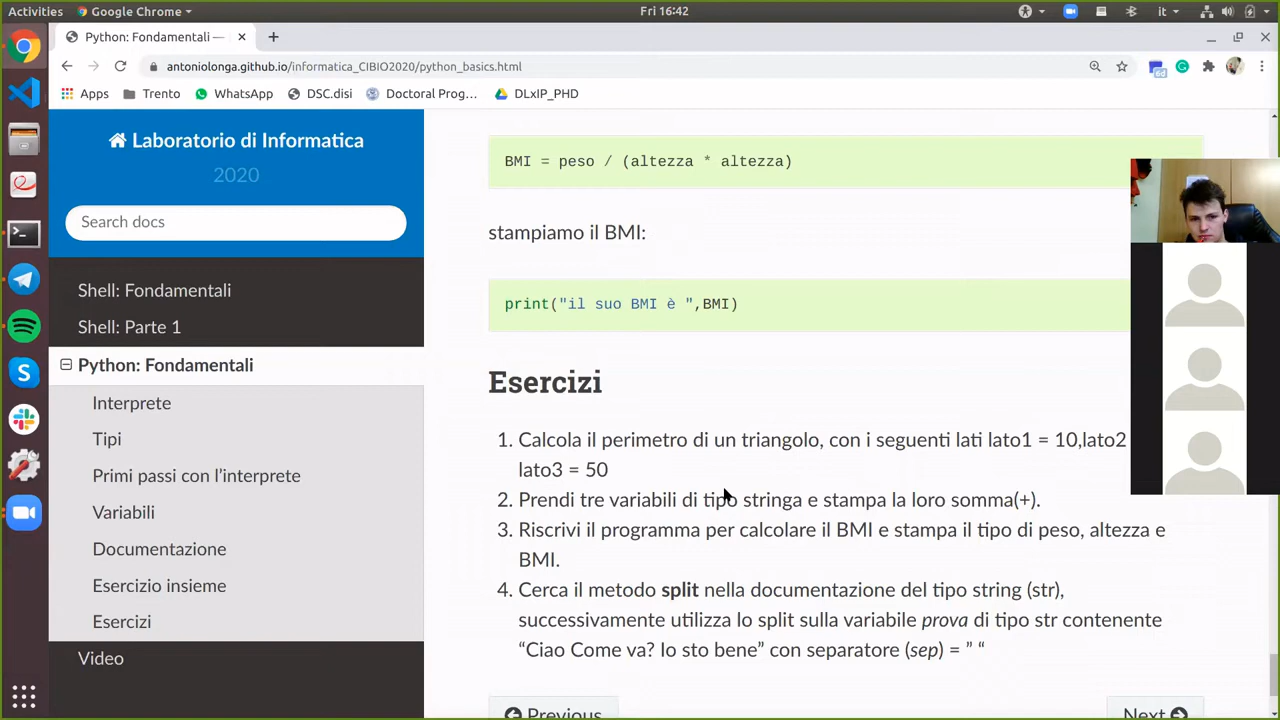 Activities Google Chrome Fri 16:42 it
Python: Fondamentali —
antoniolonga.github.io/informatica_CIBIO2020/python_basics.html
Apps Trento WhatsApp DSC.disi Doctoral Prog... DLxIP_PHD
Laboratorio di Informatica
2020
Search docs
Shell: Fondamentali
Shell: Parte 1
Python: Fondamentali
Interprete
Tipi
Primi passi con l'interprete
Variabili
Documentazione
Esercizio insieme
Esercizi
Video
BMI = peso / (altezza * altezza)
stampiamo il BMI:
print("il suo BMI è ",BMI)
Esercizi
1. Calcola il perimetro di un triangolo, con i seguenti lati lato1 = 10,lato2
lato3 = 50
2. Prendi tre variabili di tipo stringa e stampa la loro somma(+).
3. Riscrivi il programma per calcolare il BMI e stampa il tipo di peso, altezza e
BMI.
4. Cerca il metodo split nella documentazione del tipo string (str),
successivamente utilizza lo split sulla variabile prova di tipo str contenente
“Ciao Come va? Io sto bene” con separatore (sep) = ” “
Previous Next